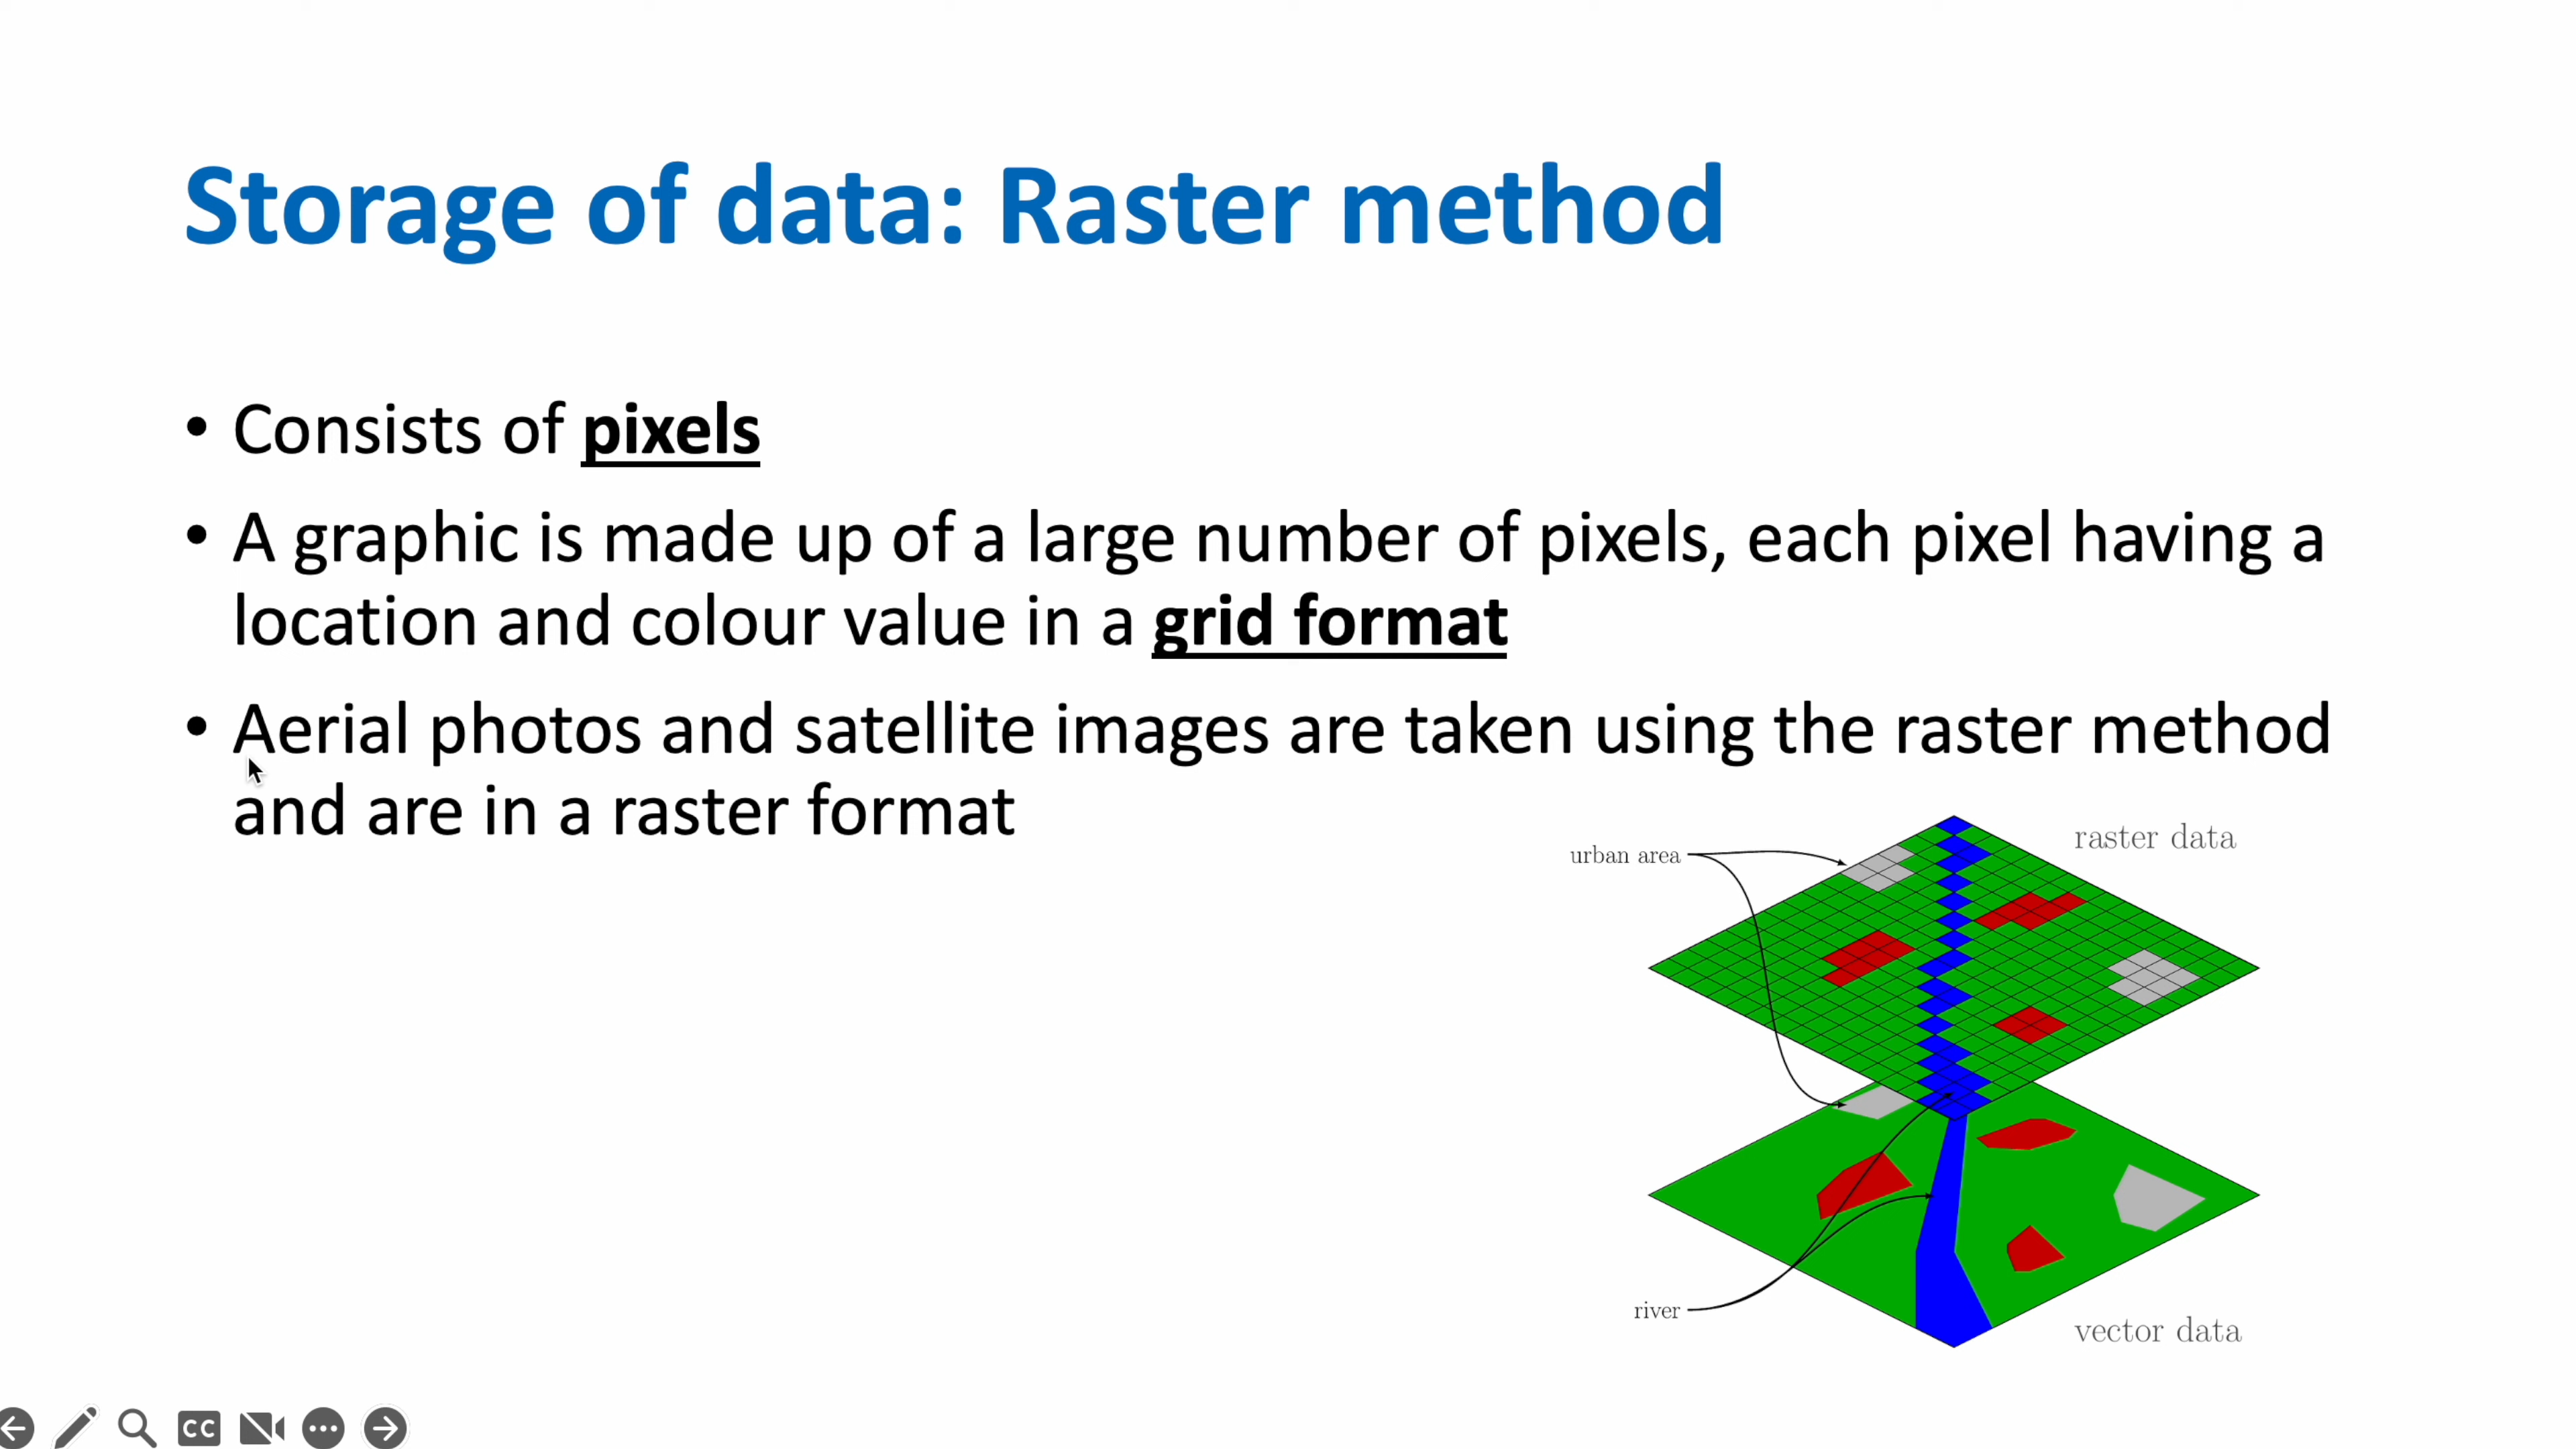 Storage of data: Raster method
• Consists of pixels
• A graphic is made up of a large number of pixels, each pixel having a
location and colour value in a grid format
• Aerial photos and satellite images are taken using the raster method
and are in a raster format
raster data
urban area
river
vector data
CC